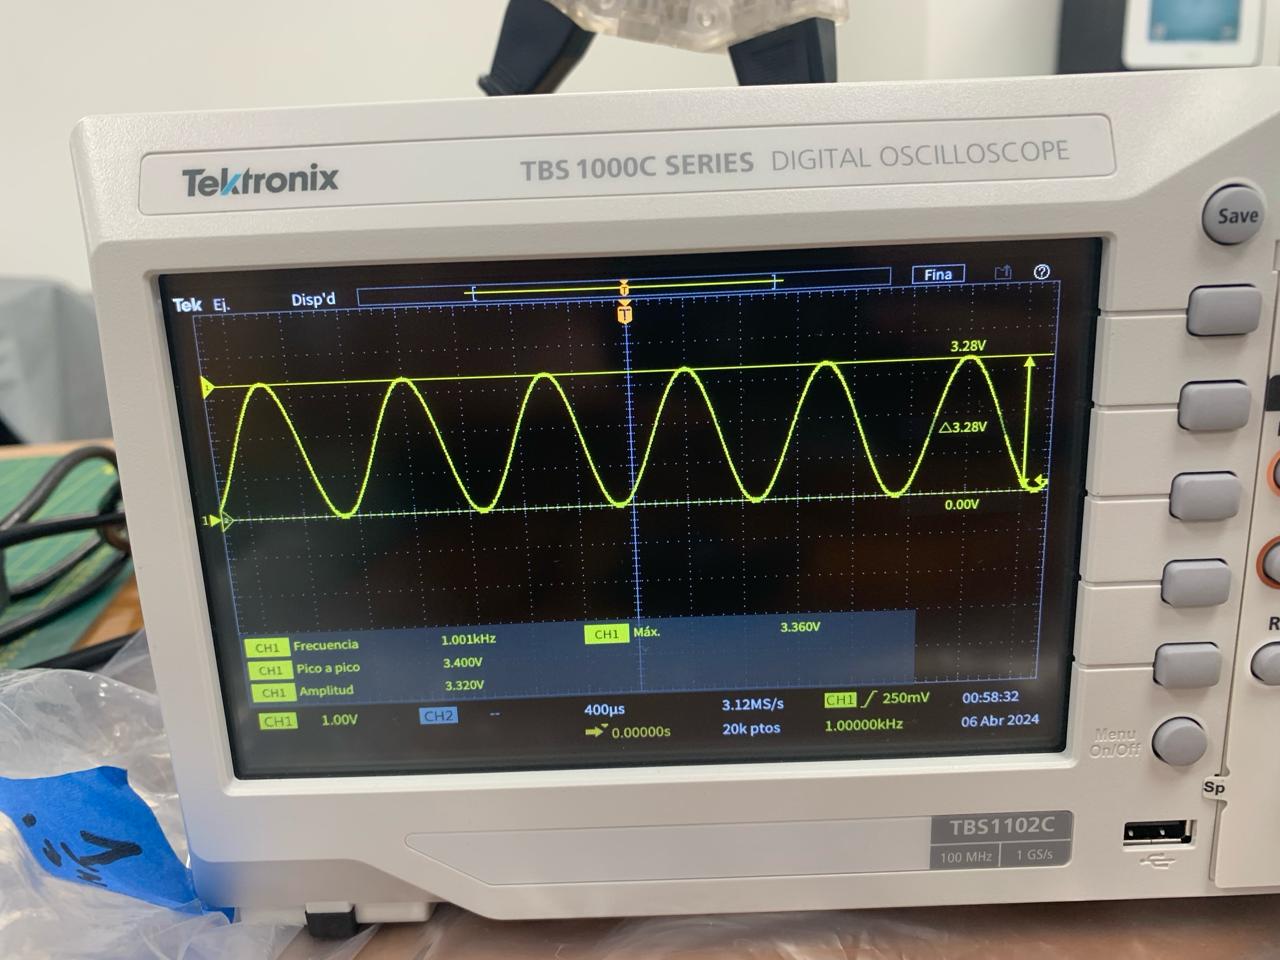 Tektronix
TBS 1000C SERIES DIGITAL OSCILLOSCOPE
Save
Tek Ej. Disp'd
T
Fina
?
T
3.28V
1
△3.28V
0.00V
1
CH1 Frecuencia 1.001kHz
CH1 Máx. 3.360V
CH1 Pico a pico 3.400V
CH1 Amplitud 3.320V
CH1 1.00V
CH2 --
400µs
3.12MS/s
CH1 250mV
00:58:32
0.00000s
20k ptos
1.00000kHz
06 Abr 2024
Menu
On/Off
R
Sp
TBS1102C
100 MHz 1 GS/s